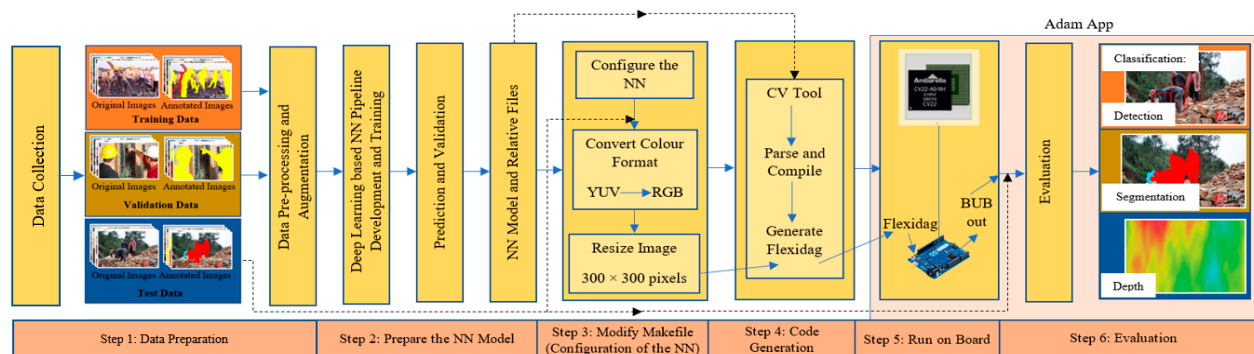 Adam App
Data Collection
Original Images
Annotated Images
Training Data
Original Images
Annotated Images
Validation Data
Original Images
Annotated Images
Test Data
Data Pre-processing and
Augmentation
Deep Learning based NN Pipeline
Development and Training
Prediction and Validation
NN Model and Relative Files
Configure the
NN
Convert Colour
Format
YUV
RGB
Resize Image
300 × 300 pixels
CV Tool
Parse and
Compile
Generate
Flexidag
Ambarella
CV22-A0-RH
CV22
Flexidag
BUB
out
Evaluation
Classification:
Detection
Segmentation
Depth
Step 1: Data Preparation
Step 2: Prepare the NN Model
Step 3: Modify Makefile
(Configuration of the NN)
Step 4: Code
Generation
Step 5: Run on Board
Step 6: Evaluation